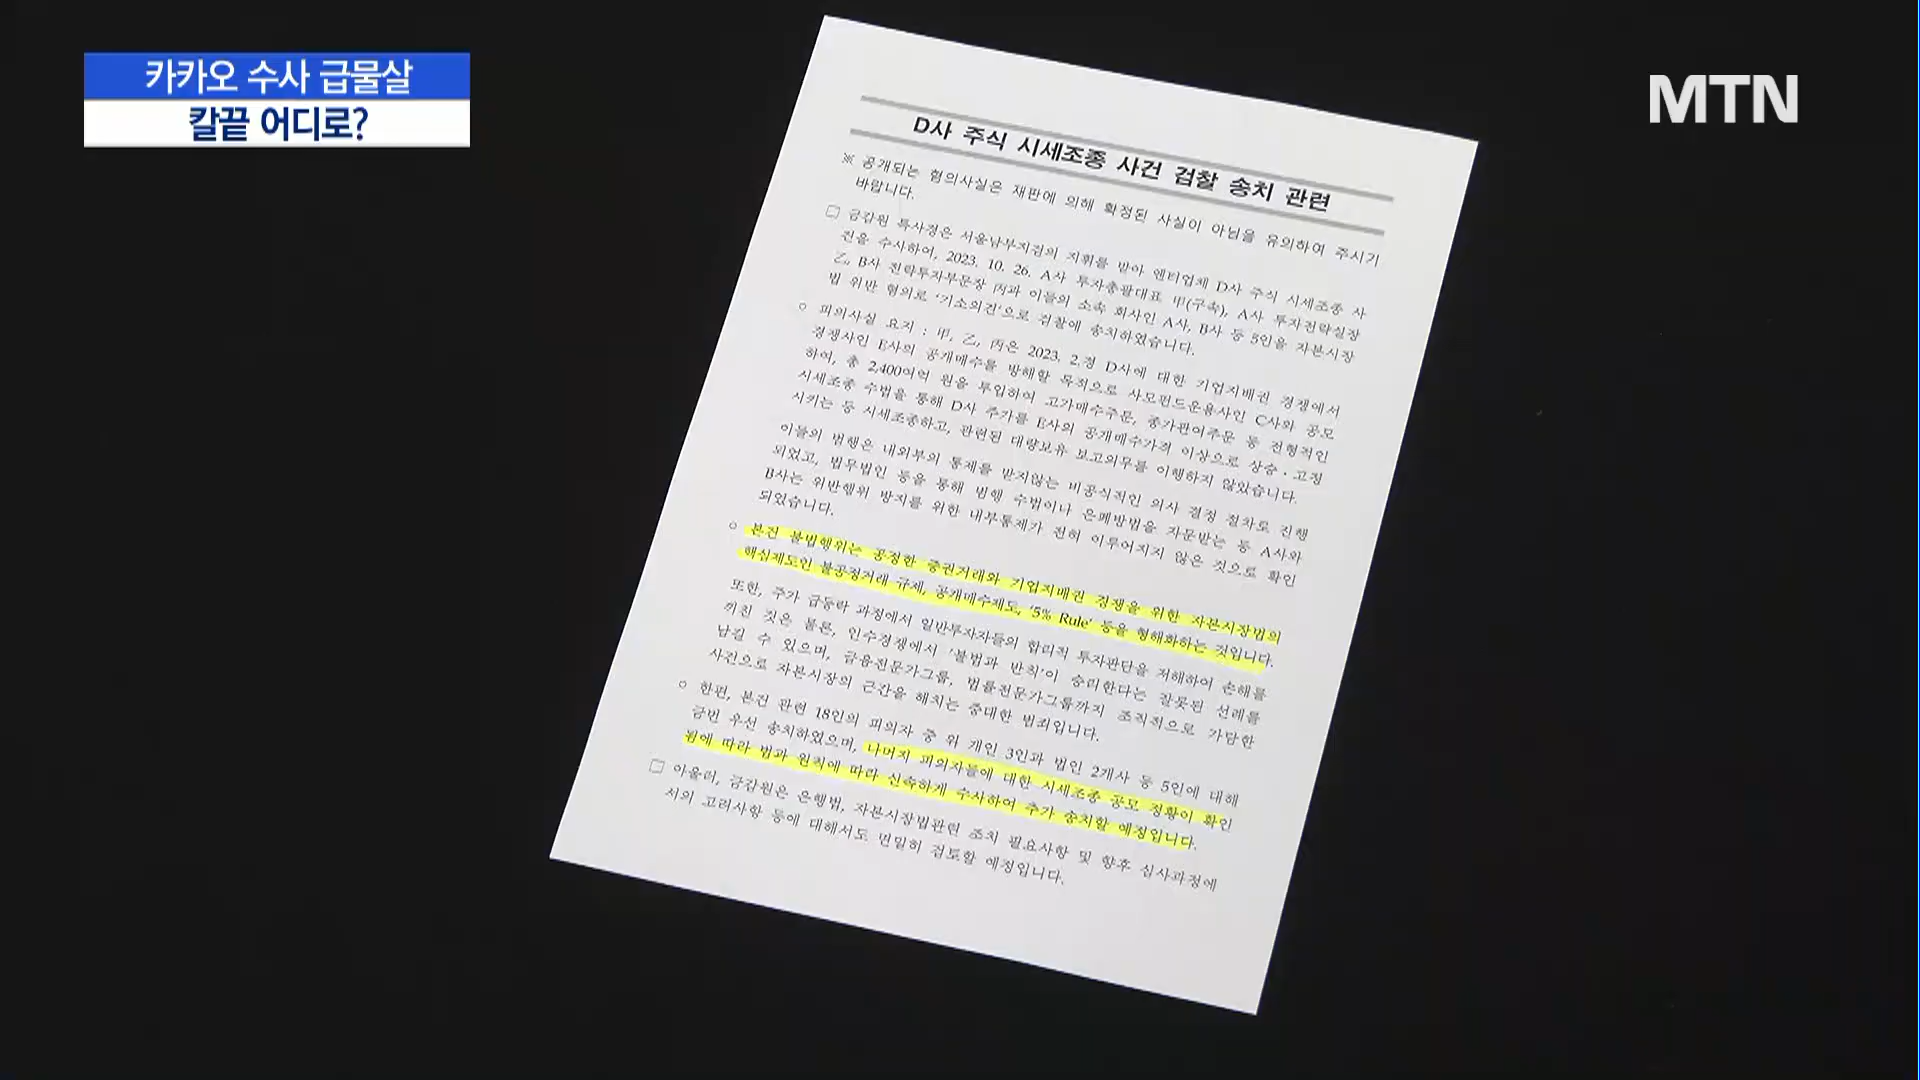 카카오 수사 급물살
칼끝 어디로?
MTN
D사 주식 시세조종 사건 검찰 송치 관련
※ 공개되는 혐의사실은 재판에 의해 확정된 사실이 아님을 유의하여 주시기
바랍니다.
□ 금감원 특사경은 서울남부지검의 지휘를 받아 엔터업체 D사 주식 시세조종 사
건을 수사하여, 2023. 10. 26. A사 투자총괄대표 甲(구속), A사 투자전략실장
乙, B사 전략투자부문장 丙과 이들의 소속 회사인 A사, B사 등 5인을 자본시장
법 위반 혐의로 '기소의견'으로 검찰에 송치하였습니다.
○ 피의사실 요지 : 甲, 乙, 丙은 2023. 2.경 D사에 대한 기업지배권 경쟁에서
경쟁사인 E사의 공개매수를 방해할 목적으로 사모펀드운용사인 C사와 공모
하여, 총 2,400여억 원을 투입하여 고가매수주문, 종가관여주문 등 전형적인
시세조종 수법을 통해 D사 주가를 E사의 공개매수가격 이상으로 상승·고정
시키는 등 시세조종하고, 관련된 대량보유 보고의무를 이행하지 않았습니다.
이들의 범행은 내외부의 통제를 받지않는 비공식적인 의사 결정 절차로 진행
되었고, 법무법인 등을 통해 범행 수법이나 은폐방법을 자문받는 등 A사와
B사는 위반행위 방지를 위한 내부통제가 전혀 이루어지지 않은 것으로 확인
되었습니다.
○ 본건 불법행위는 공정한 증권거래와 기업지배권 경쟁을 위한 자본시장법의
핵심제도인 불공정거래 규제, 공개매수제도, '5% Rule' 등을 형해화하는 것입니다.
또한, 주가 급등락 과정에서 일반투자자들의 합리적 투자판단을 저해하여 손해를
끼친 것은 물론, 인수경쟁에서 '불법과 반칙'이 승리한다는 잘못된 선례를
남길 수 있으며, 금융전문가그룹, 법률전문가그룹까지 조직적으로 가담한
사건으로 자본시장의 근간을 해치는 중대한 범죄입니다.
○ 한편, 본건 관련 18인의 피의자 중 위 개인 3인과 법인 2개사 등 5인에 대해
금번 우선 송치하였으며, 나머지 피의자들에 대한 시세조종 공모 정황이 확인
됨에 따라 법과 원칙에 따라 신속하게 수사하여 추가 송치할 예정입니다.
□ 아울러, 금감원은 은행법, 자본시장법관련 조치 필요사항 및 향후 심사과정에
서의 고려사항 등에 대해서도 면밀히 검토할 예정입니다.